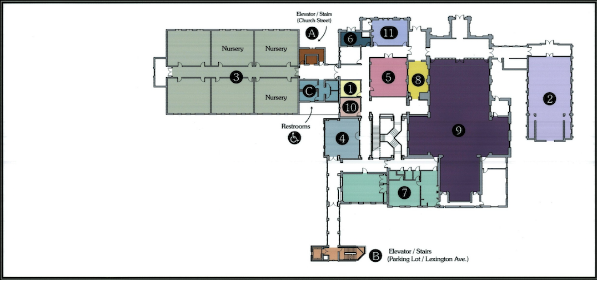 Elevator / Stairs
(Church Street)
A
6
11
Nursery
Nursery
3
5
8
C
1
2
Nursery
10
Restrooms
4
9
7
B
Elevator / Stairs
(Parking Lot / Lexington Ave.)